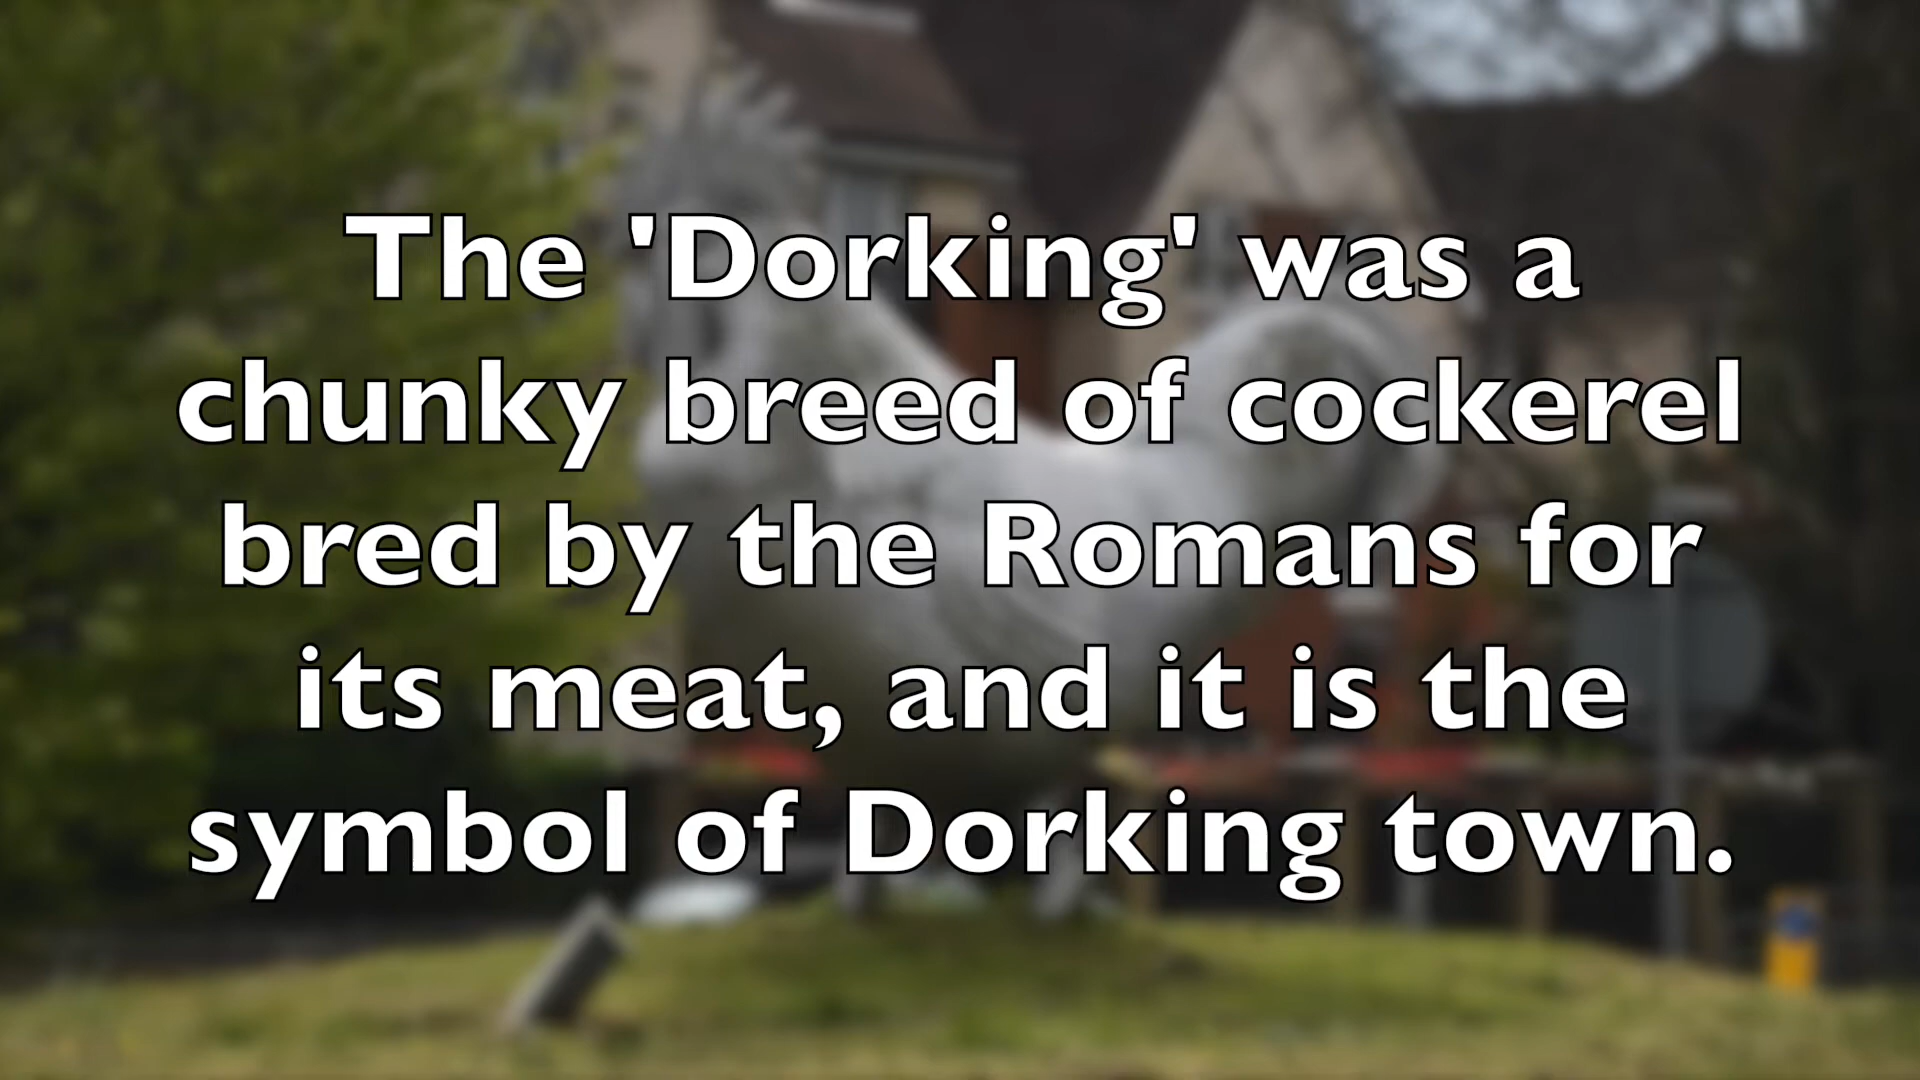 The 'Dorking' was a
chunky breed of cockerel
bred by the Romans for
its meat, and it is the
symbol of Dorking town.